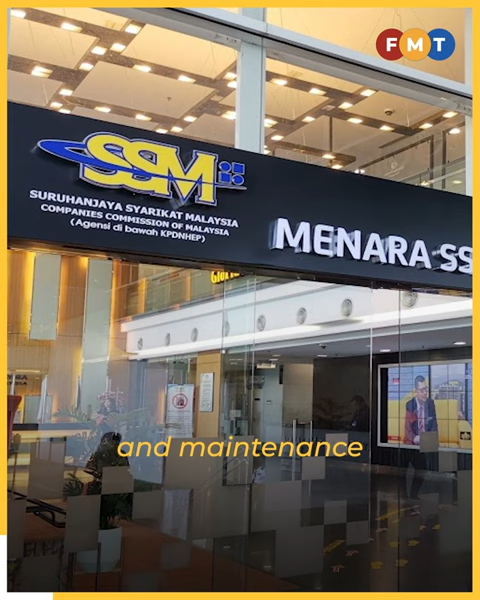 FMT
SSM
SURUHANJAYA SYARIKAT MALAYSIA
COMPANIES COMMISSION OF MALAYSIA
(Agensi di bawah KPDNHEP)
MENARA SS
and maintenance